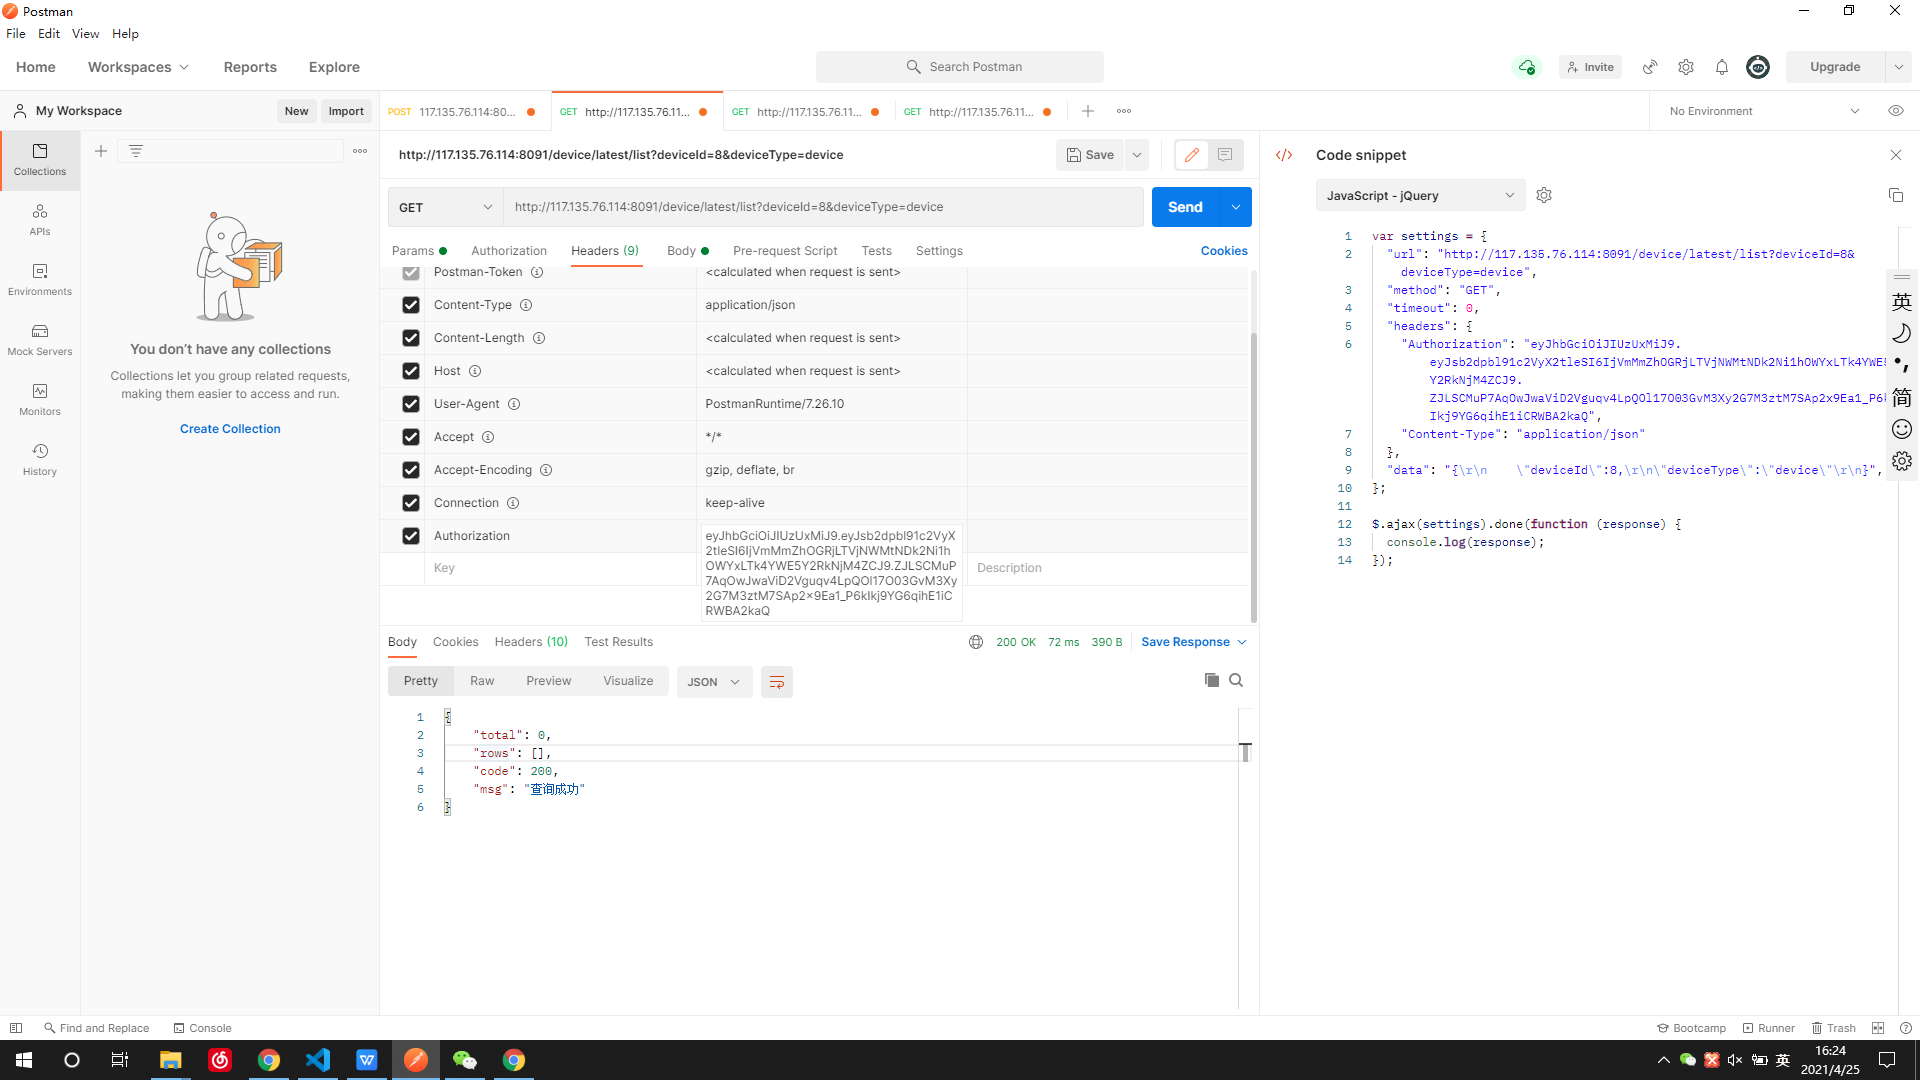 Postman
File Edit View Help
Home Workspaces Reports Explore
Search Postman
Invite
Upgrade
My Workspace
New Import
POST 117.135.76.114:80...
GET http://117.135.76.11...
GET http://117.135.76.11...
GET http://117.135.76.11...
No Environment
Collections
APIs
Environments
Mock Servers
Monitors
History
You don't have any collections
Collections let you group related requests,
making them easier to access and run.
Create Collection
http://117.135.76.114:8091/device/latest/list?deviceId=8&deviceType=device
Save
GET http://117.135.76.114:8091/device/latest/list?deviceId=8&deviceType=device
Send
Params Authorization Headers (9) Body Pre-request Script Tests Settings Cookies
Postman-Token <calculated when request is sent>
Content-Type application/json
Content-Length <calculated when request is sent>
Host <calculated when request is sent>
User-Agent PostmanRuntime/7.26.10
Accept */*
Accept-Encoding gzip, deflate, br
Connection keep-alive
Authorization
eyJhbGciOiJIUzUxMiJ9.eyJsb2dpbl91c2VyX
2tleSI6IjVmMmZhOGRjLTVjNWMtNDk2Ni1h
OWYxLTk4YWE5Y2RkNjM4ZCJ9.ZJLSCMuP
7AqOwJwaViD2Vguqv4LpQOl17O03GvM3Xy
2G7M3ztM7SAp2x9Ea1_P6kIkj9YG6qihE1iC
RWBA2kaQ
Key Description
Body Cookies Headers (10) Test Results
200 OK 72 ms 390 B Save Response
Pretty Raw Preview Visualize JSON
1 {
2 "total": 0,
3 "rows": [],
4 "code": 200,
5 "msg": "查询成功"
6 }
Code snippet
JavaScript - jQuery
1 var settings = {
2 "url": "http://117.135.76.114:8091/device/latest/list?deviceId=8&
deviceType=device",
3 "method": "GET",
4 "timeout": 0,
5 "headers": {
6 "Authorization": "eyJhbGciOiJIUzUxMiJ9.
eyJsb2dpbl91c2VyX2tleSI6IjVmMmZhOGRjLTVjNWMtNDk2Ni1hOWYxLTk4YWE5
Y2RkNjM4ZCJ9.
ZJLSCMuP7AqOwJwaViD2Vguqv4LpQOl17O03GvM3Xy2G7M3ztM7SAp2x9Ea1_P6k
Ikj9YG6qihE1iCRWBA2kaQ",
7 "Content-Type": "application/json"
8 },
9 "data": "{\r\n    \"deviceId\":8,\r\n\"deviceType\":\"device\"\r\n}",
10 };
11
12 $.ajax(settings).done(function (response) {
13 console.log(response);
14 });
英
简
Find and Replace Console
Bootcamp Runner Trash
英
16:24
2021/4/25